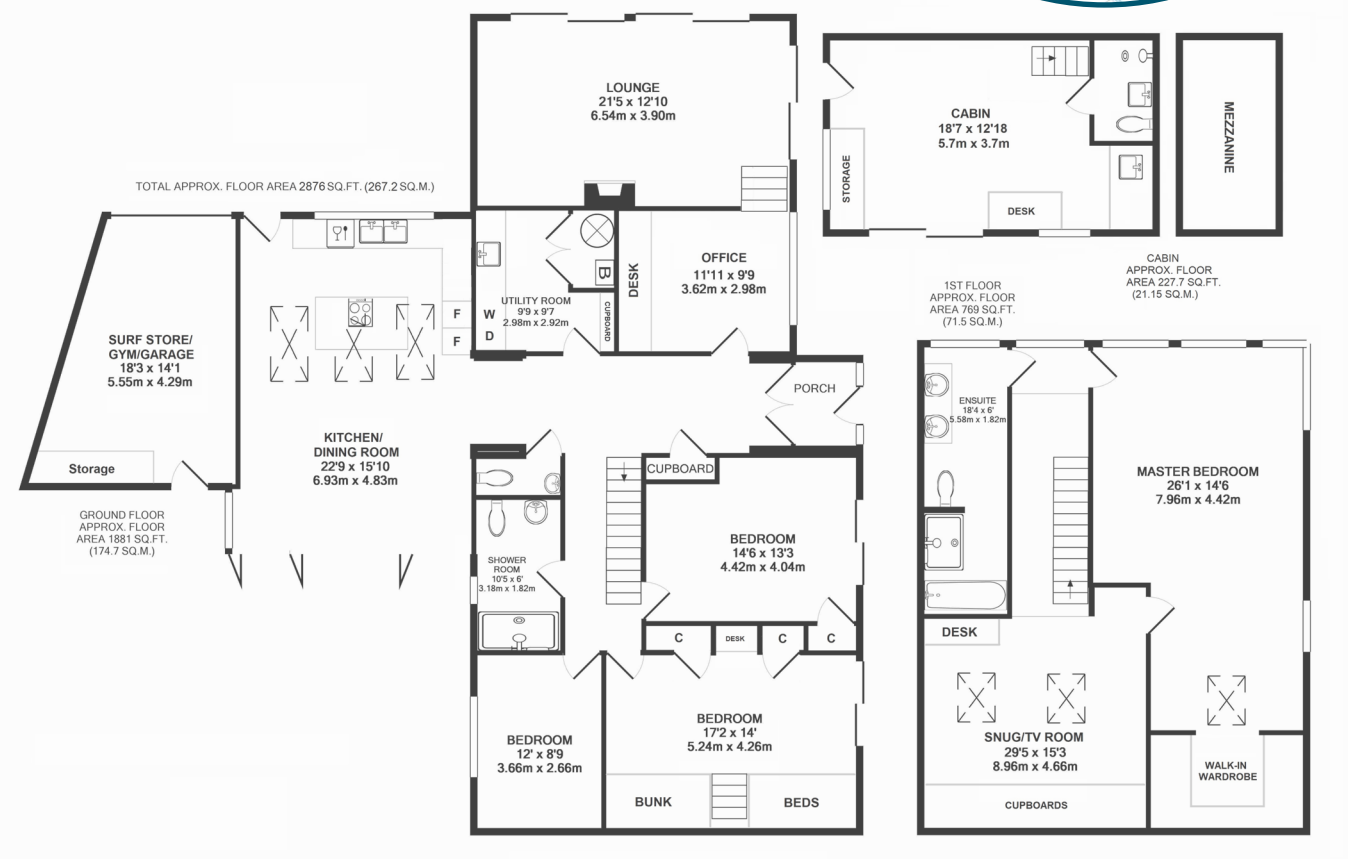 LOUNGE
21'5 x 12'10
6.54m x 3.90m
CABIN
18'7 x 12'18
5.7m x 3.7m
STORAGE
DESK
MEZZANINE
TOTAL APPROX. FLOOR AREA 2876 SQ.FT. (267.2 SQ.M.)
SURF STORE/
GYM/GARAGE
18'3 x 14'1
5.55m x 4.29m
Storage
GROUND FLOOR
APPROX. FLOOR
AREA 1881 SQ.FT.
(174.7 SQ.M.)
KITCHEN/
DINING ROOM
22'9 x 15'10
6.93m x 4.83m
F
F
W
D
UTILITY ROOM
9'9 x 9'7
2.98m x 2.92m
B
CUPBOARD
DESK
OFFICE
11'11 x 9'9
3.62m x 2.98m
PORCH
CUPBOARD
SHOWER
ROOM
10'5 x 6'
3.18m x 1.82m
BEDROOM
14'6 x 13'3
4.42m x 4.04m
C
DESK
C
C
BEDROOM
12' x 8'9
3.66m x 2.66m
BEDROOM
17'2 x 14'
5.24m x 4.26m
BUNK
BEDS
CABIN
APPROX. FLOOR
AREA 227.7 SQ.FT.
(21.15 SQ.M.)
1ST FLOOR
APPROX. FLOOR
AREA 769 SQ.FT.
(71.5 SQ.M.)
ENSUITE
18'4 x 6'
5.58m x 1.82m
MASTER BEDROOM
26'1 x 14'6
7.96m x 4.42m
DESK
SNUG/TV ROOM
29'5 x 15'3
8.96m x 4.66m
CUPBOARDS
WALK-IN
WARDROBE